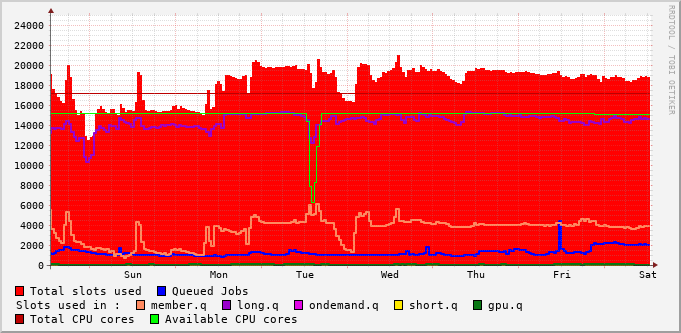 RRDTOOL / TOBI OETIKER
24000
22000
20000
18000
16000
14000
12000
10000
8000
6000
4000
2000
0
Sun Mon Tue Wed Thu Fri Sat
Total slots used Queued Jobs
Slots used in : member.q long.q ondemand.q short.q gpu.q
Total CPU cores Available CPU cores